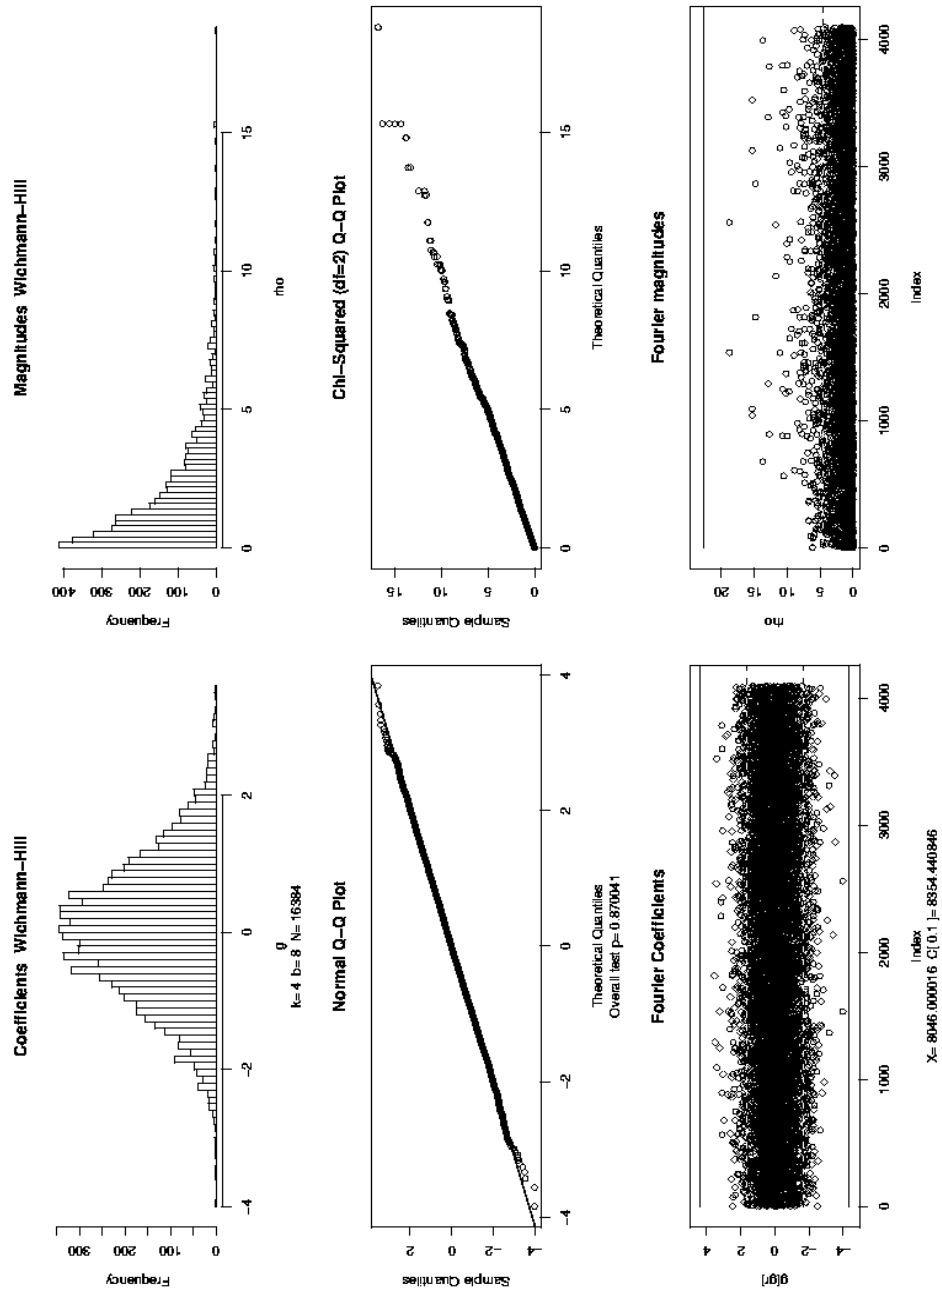 Coefficients Wichmann-Hill
Frequency
0 100 200 300
-4 -2 0 2
g
k= 4 b= 8 N= 16384
Magnitudes Wichmann-Hill
Frequency
0 100 200 300 400
0 5 10 15
rho
Normal Q-Q Plot
Sample Quantiles
-4 -2 0 2
-4 -2 0 2 4
Theoretical Quantiles
Overall test p= 0.870041
Chi-Squared (df=2) Q-Q Plot
Sample Quantiles
0 5 10 15
0 5 10 15
Theoretical Quantiles
Fourier Coefficients
g[gr]
-4 -2 0 2 4
0 1000 2000 3000 4000
Index
X= 8046.000016 C[ 0.1 ]= 8354.440846
Fourier magnitudes
rho
0 5 10 15 20
0 1000 2000 3000 4000
Index